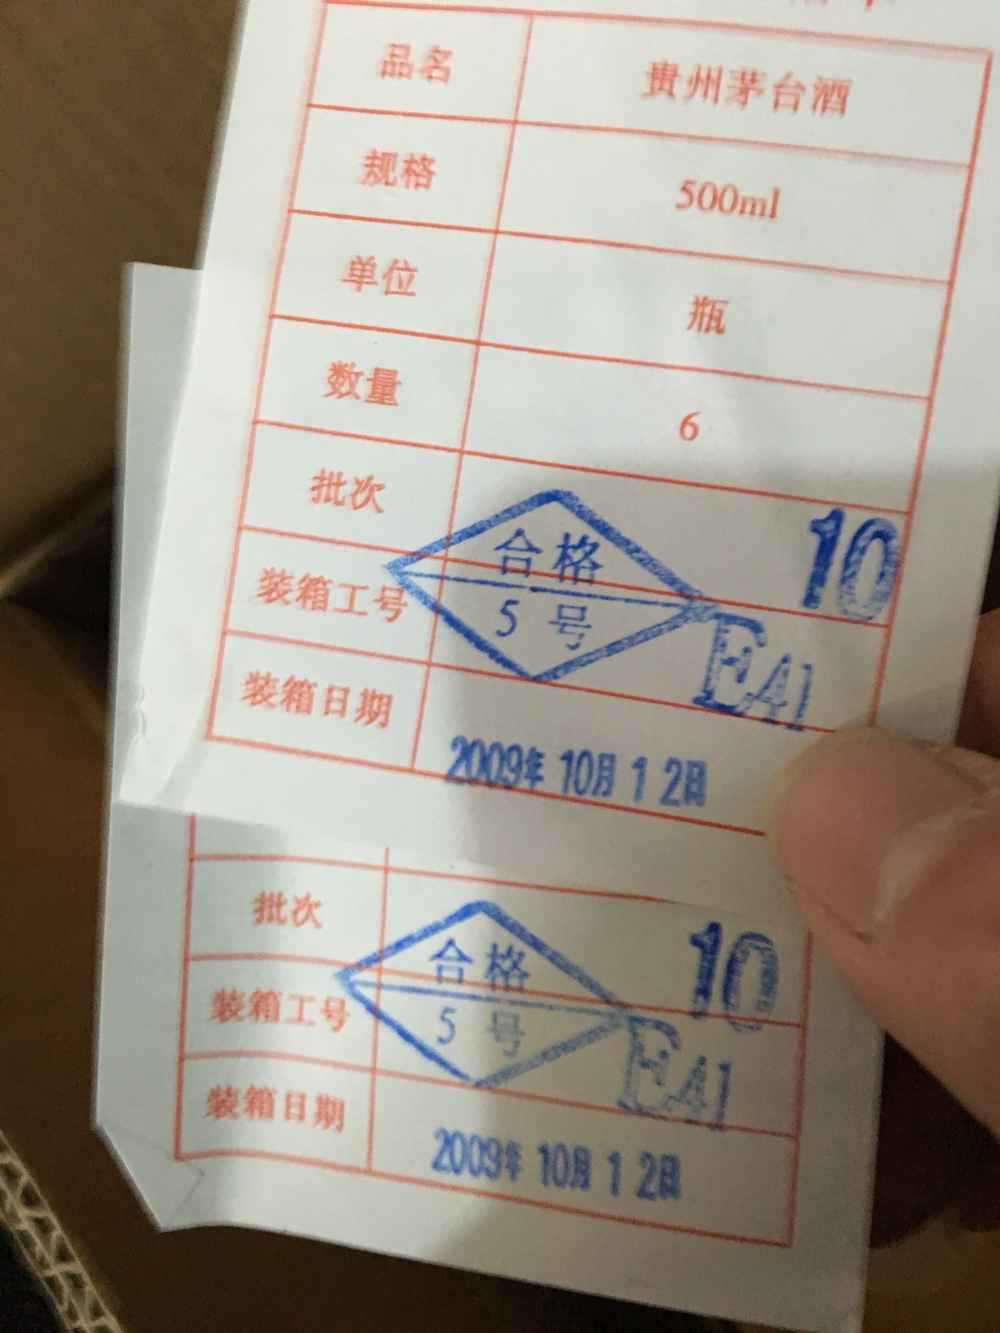 品名 贵州茅台酒
规格 500ml
单位 瓶
数量 6
批次 10
合格
装箱工号 5号 E41
装箱日期 2009年10月12日
批次 10
合格
装箱工号 5号 E41
装箱日期 2009年10月12日